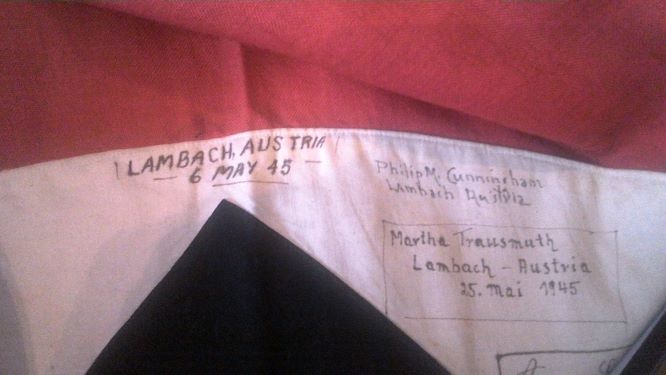 LAMBACH, AUSTRIA
6 MAY 45
Philip M. Cunningham
Lambach Austria
Martha Trausmuth
Lambach - Austria
25. Mai 1945